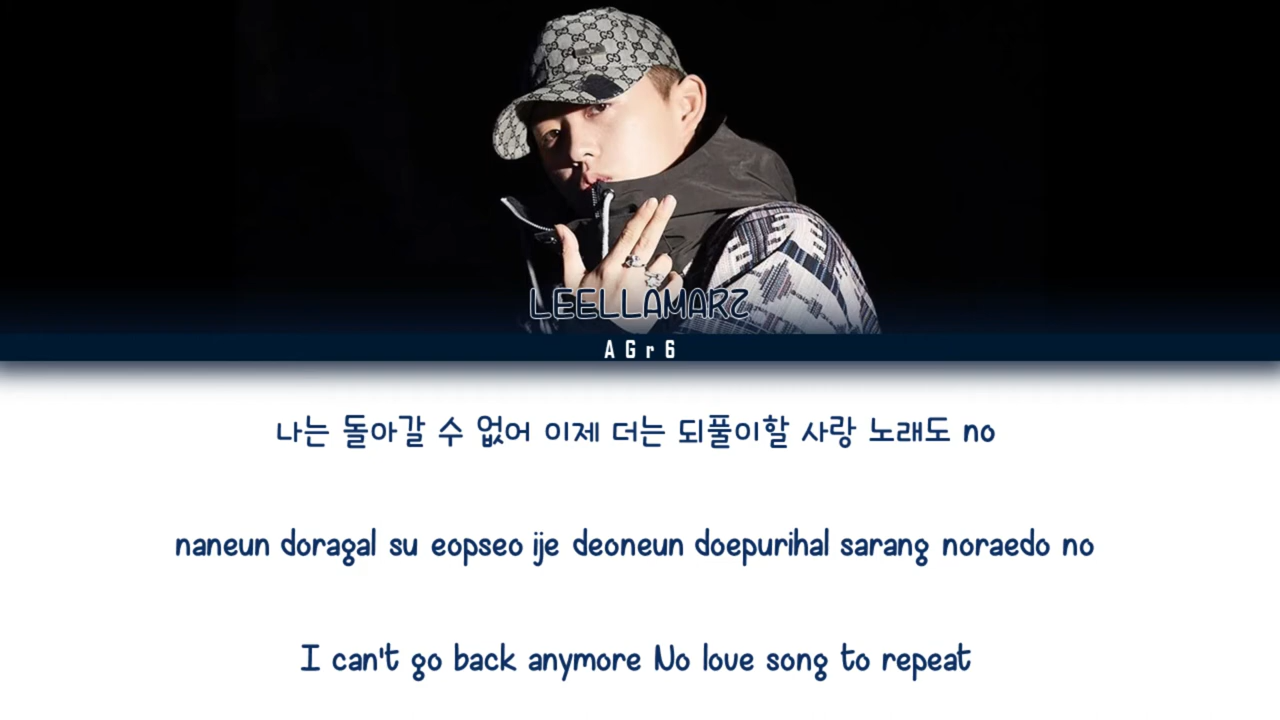 LEELLAMARZ
AGr6
나는 돌아갈 수 없어 이제 더는 되풀이할 사랑 노래도 no
naneun doragal su eopseo ije deoneun doepurihal sarang noraedo no
I can't go back anymore No love song to repeat